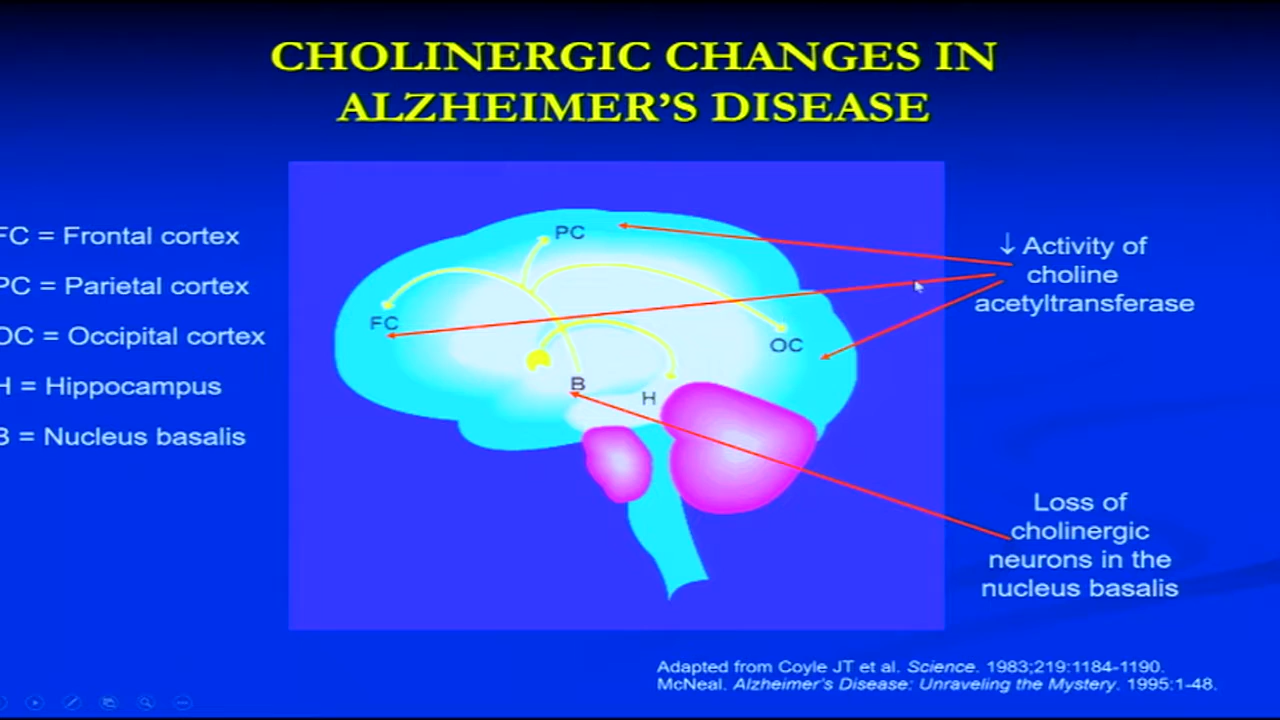 CHOLINERGIC CHANGES IN
ALZHEIMER’S DISEASE
FC = Frontal cortex
PC = Parietal cortex
OC = Occipital cortex
H = Hippocampus
B = Nucleus basalis
PC
FC
OC
B
H
↓ Activity of
choline
acetyltransferase
Loss of
cholinergic
neurons in the
nucleus basalis
Adapted from Coyle JT et al. Science. 1983;219:1184-1190.
McNeal. Alzheimer’s Disease: Unraveling the Mystery. 1995:1-48.